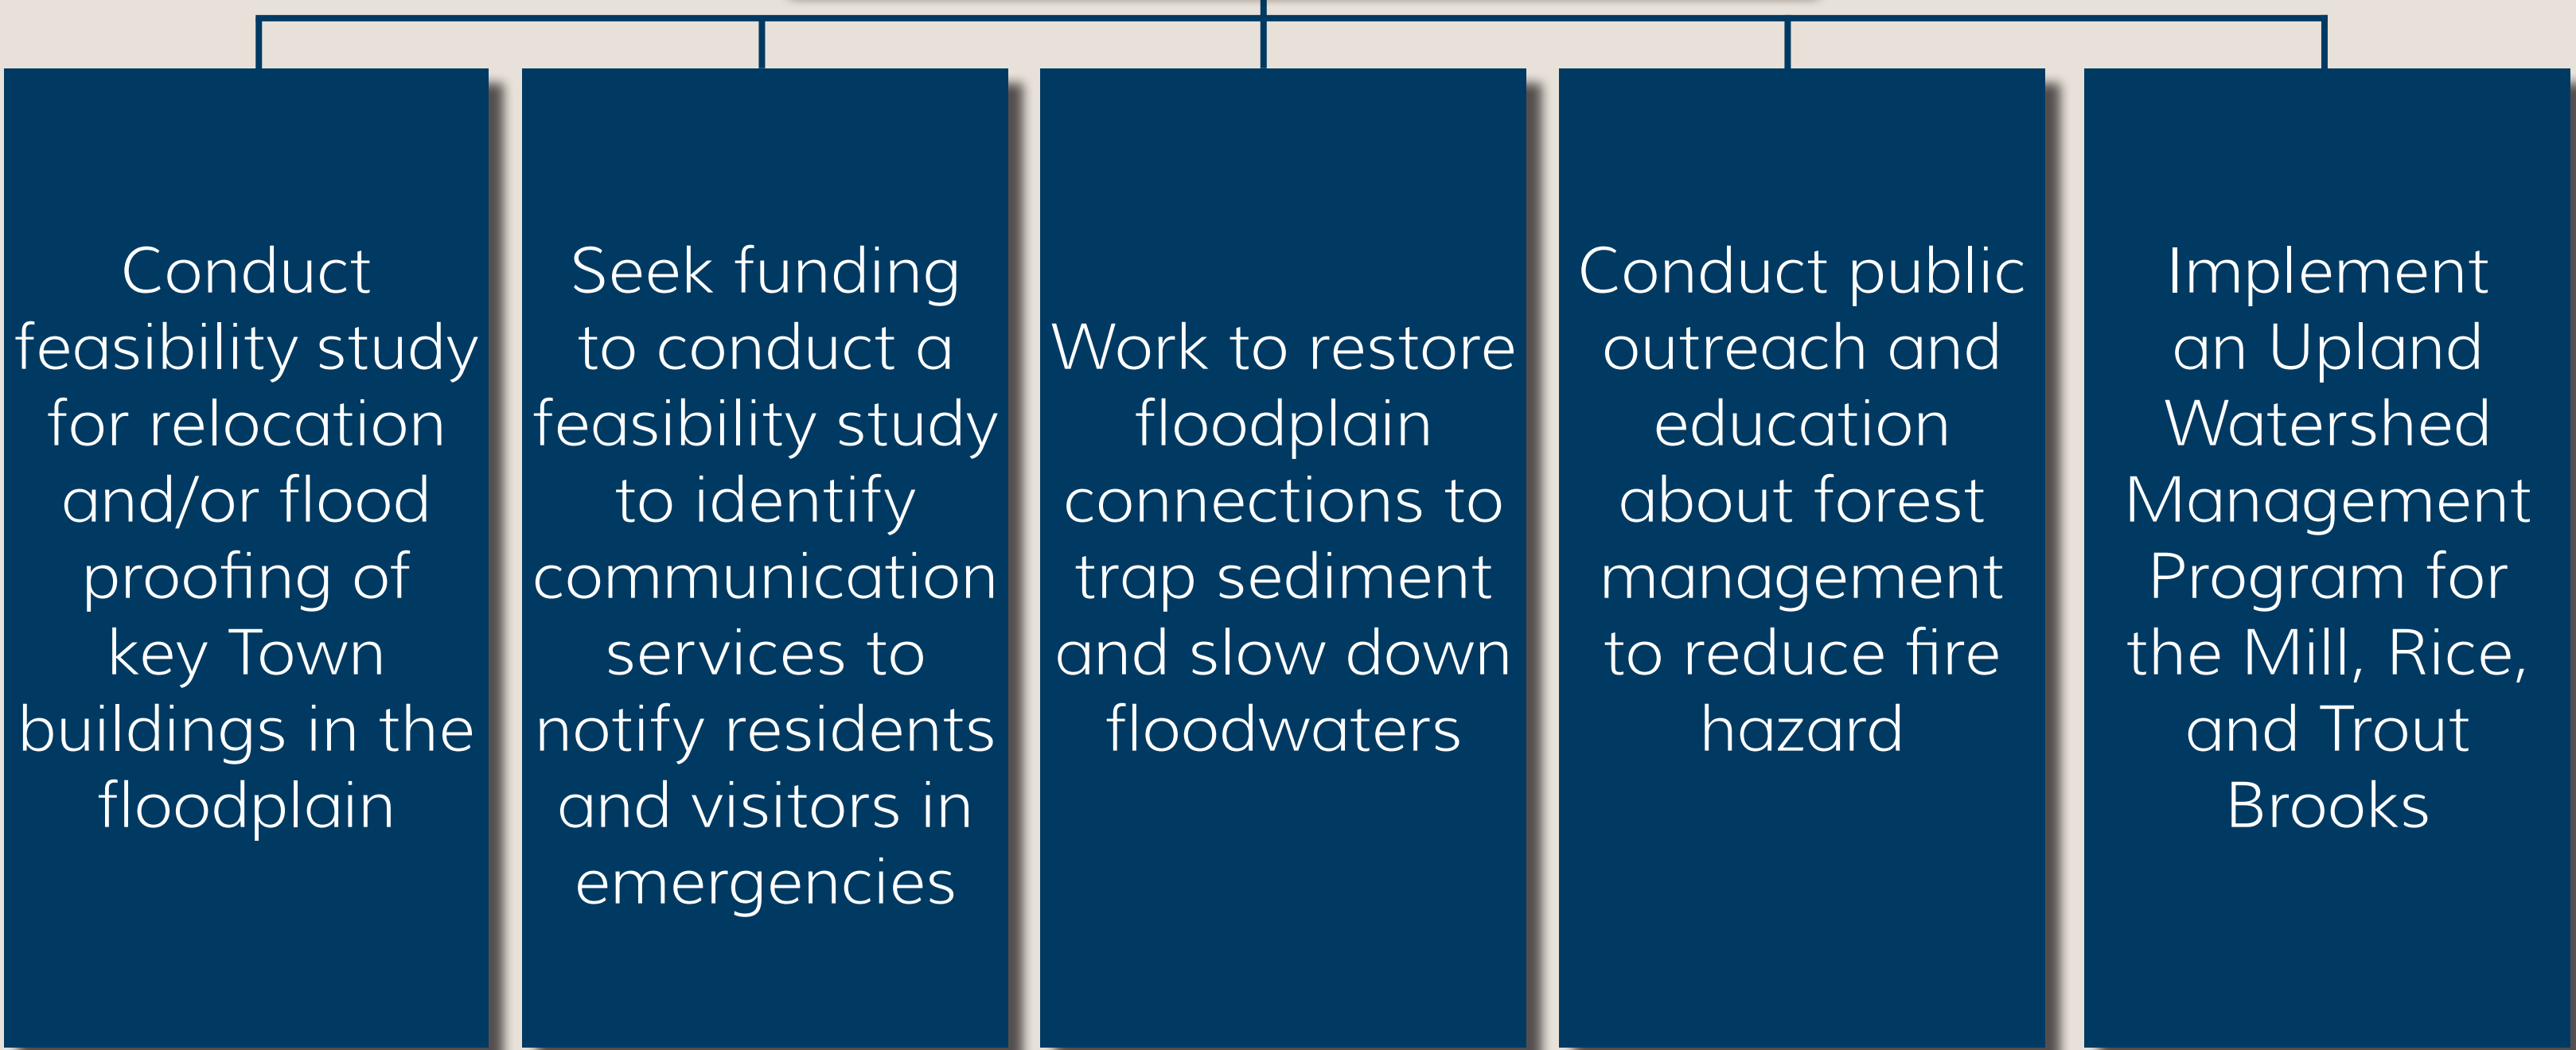 Conduct
feasibility study
for relocation
and/or flood
proofing of
key Town
buildings in the
floodplain
Seek funding
to conduct a
feasibility study
to identify
communication
services to
notify residents
and visitors in
emergencies
Work to restore
floodplain
connections to
trap sediment
and slow down
floodwaters
Conduct public
outreach and
education
about forest
management
to reduce fire
hazard
Implement
an Upland
Watershed
Management
Program for
the Mill, Rice,
and Trout
Brooks